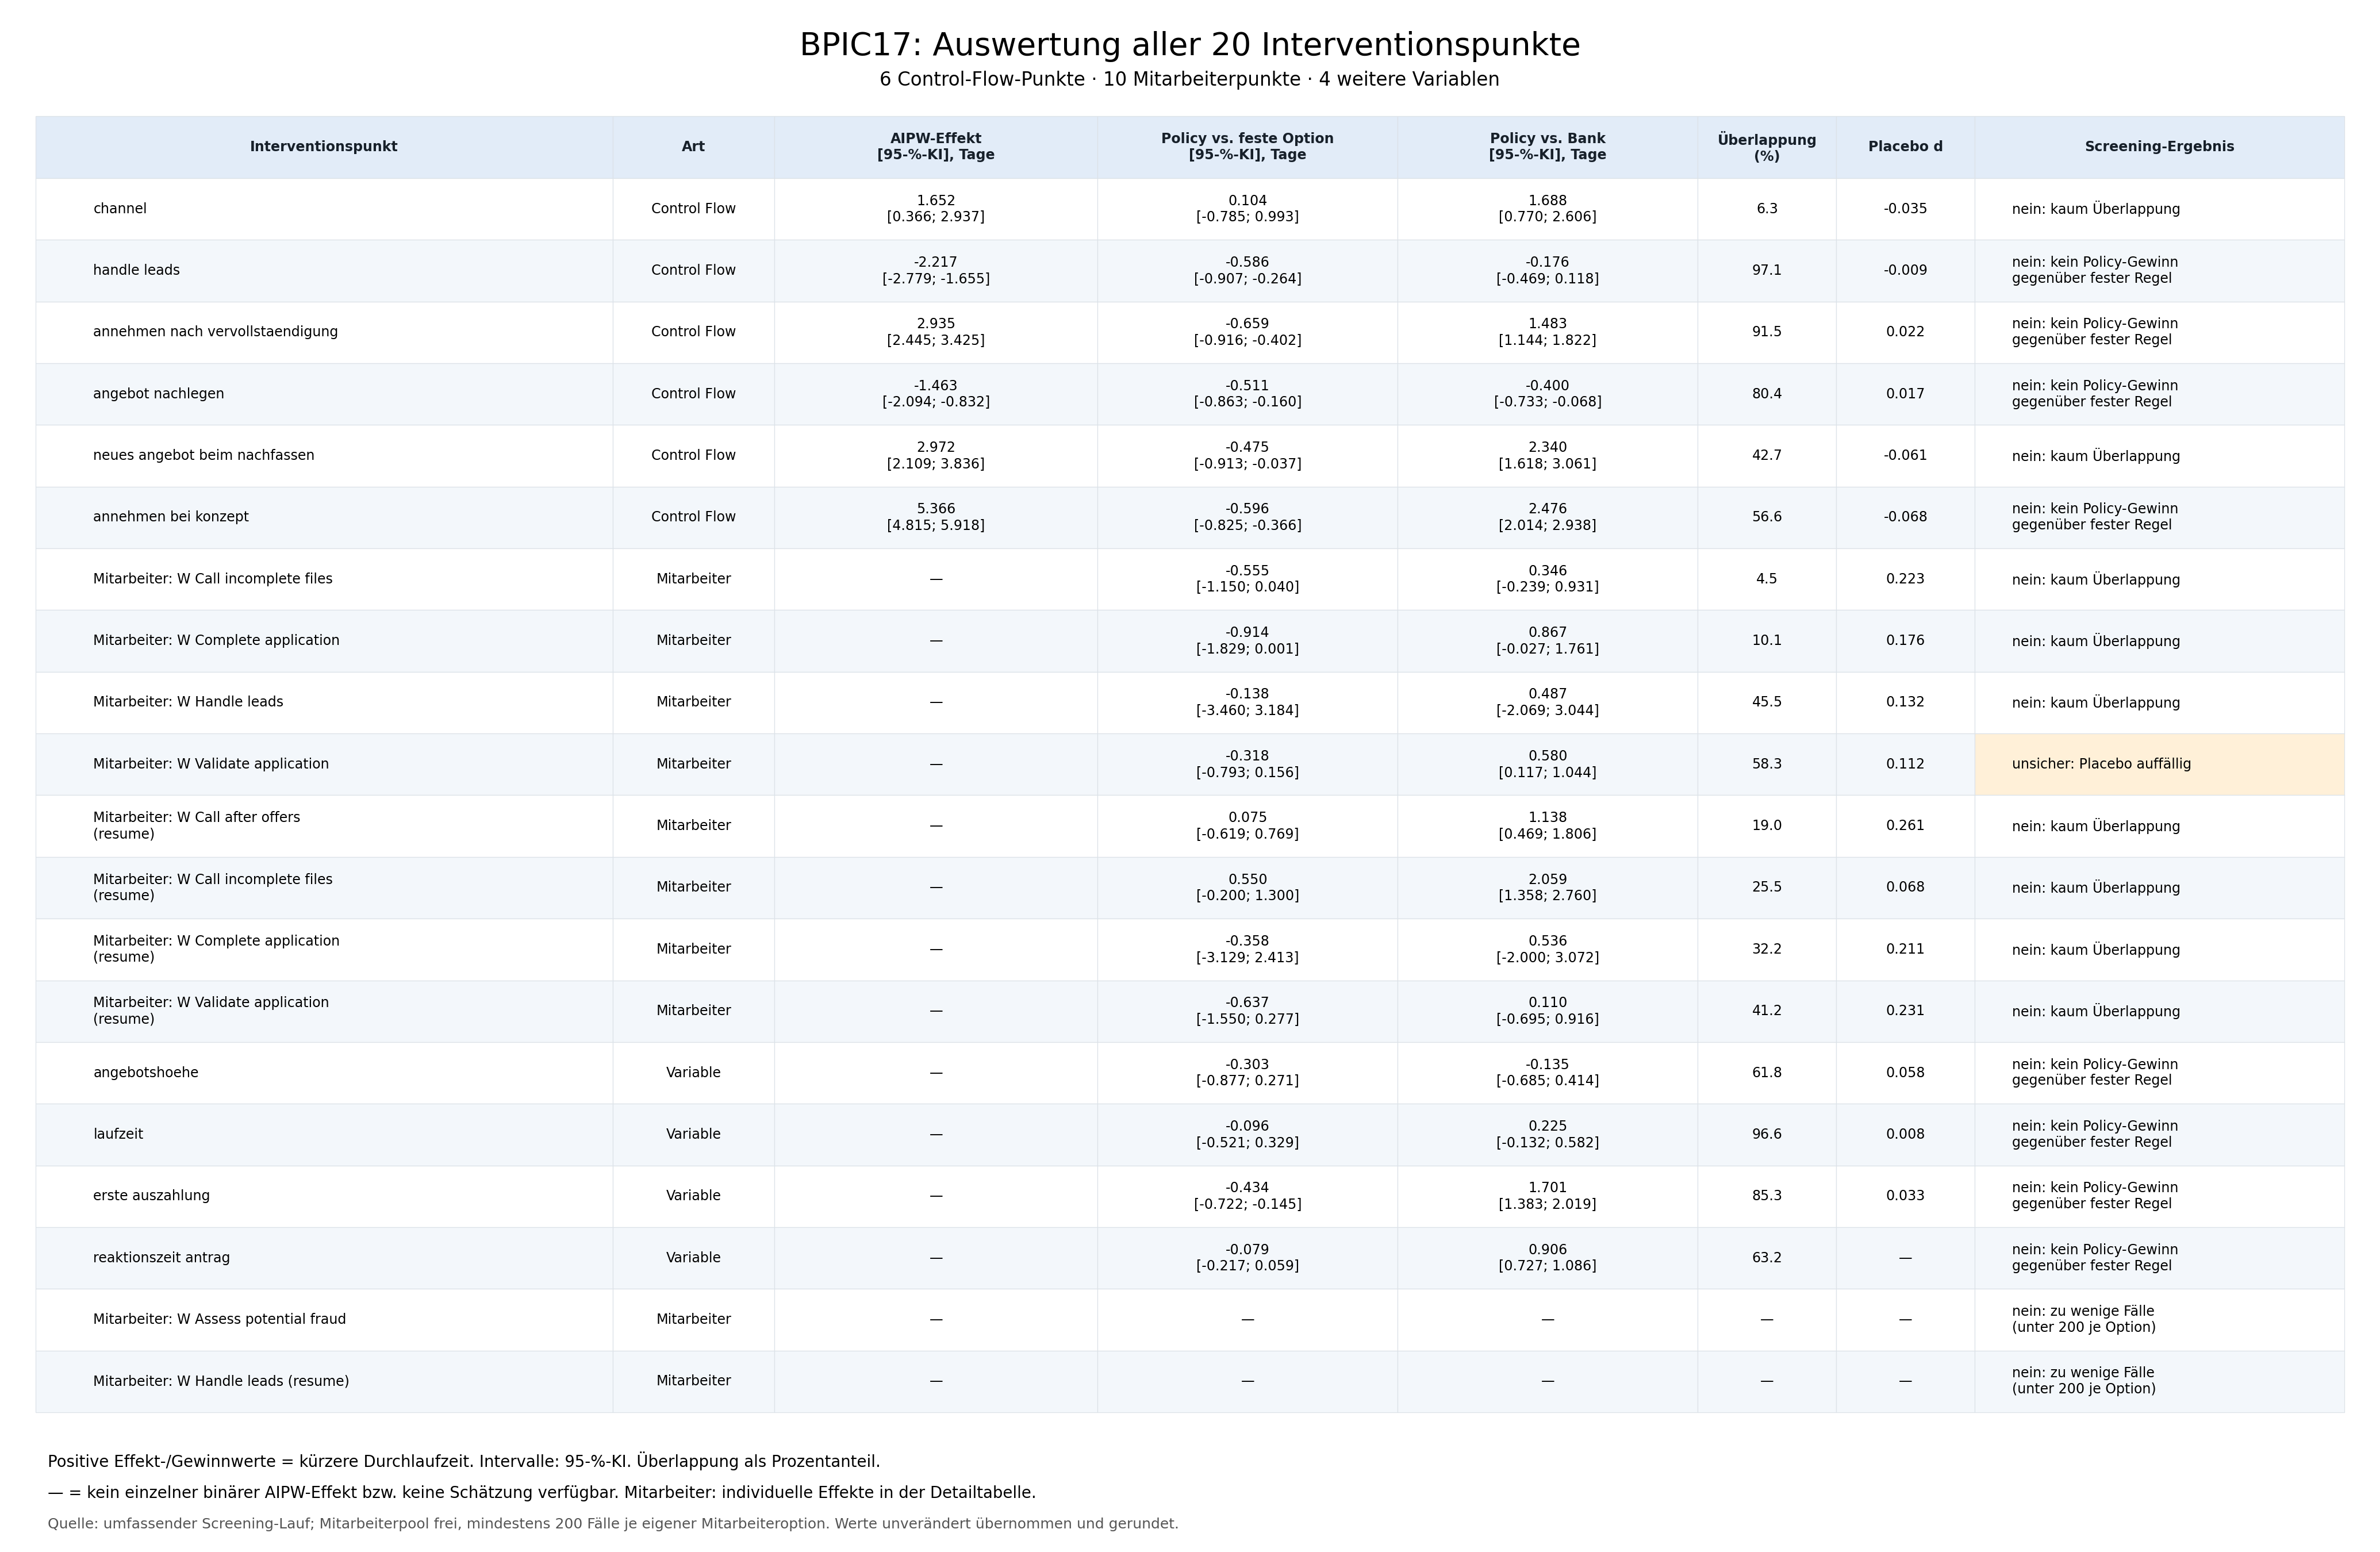 BPIC17: Auswertung aller 20 Interventionspunkte
6 Control-Flow-Punkte · 10 Mitarbeiterpunkte · 4 weitere Variablen
Interventionspunkt Art AIPW-Effekt [95-%-KI], Tage Policy vs. feste Option [95-%-KI], Tage Policy vs. Bank [95-%-KI], Tage Überlappung (%) Placebo d Screening-Ergebnis
channel Control Flow 1.652 [0.366; 2.937] 0.104 [-0.785; 0.993] 1.688 [0.770; 2.606] 6.3 -0.035 nein: kaum Überlappung
handle leads Control Flow -2.217 [-2.779; -1.655] -0.586 [-0.907; -0.264] -0.176 [-0.469; 0.118] 97.1 -0.009 nein: kein Policy-Gewinn gegenüber fester Regel
annehmen nach vervollstaendigung Control Flow 2.935 [2.445; 3.425] -0.659 [-0.916; -0.402] 1.483 [1.144; 1.822] 91.5 0.022 nein: kein Policy-Gewinn gegenüber fester Regel
angebot nachlegen Control Flow -1.463 [-2.094; -0.832] -0.511 [-0.863; -0.160] -0.400 [-0.733; -0.068] 80.4 0.017 nein: kein Policy-Gewinn gegenüber fester Regel
neues angebot beim nachfassen Control Flow 2.972 [2.109; 3.836] -0.475 [-0.913; -0.037] 2.340 [1.618; 3.061] 42.7 -0.061 nein: kaum Überlappung
annehmen bei konzept Control Flow 5.366 [4.815; 5.918] -0.596 [-0.825; -0.366] 2.476 [2.014; 2.938] 56.6 -0.068 nein: kein Policy-Gewinn gegenüber fester Regel
Mitarbeiter: W Call incomplete files Mitarbeiter — -0.555 [-1.150; 0.040] 0.346 [-0.239; 0.931] 4.5 0.223 nein: kaum Überlappung
Mitarbeiter: W Complete application Mitarbeiter — -0.914 [-1.829; 0.001] 0.867 [-0.027; 1.761] 10.1 0.176 nein: kaum Überlappung
Mitarbeiter: W Handle leads Mitarbeiter — -0.138 [-3.460; 3.184] 0.487 [-2.069; 3.044] 45.5 0.132 nein: kaum Überlappung
Mitarbeiter: W Validate application Mitarbeiter — -0.318 [-0.793; 0.156] 0.580 [0.117; 1.044] 58.3 0.112 unsicher: Placebo auffällig
Mitarbeiter: W Call after offers (resume) Mitarbeiter — 0.075 [-0.619; 0.769] 1.138 [0.469; 1.806] 19.0 0.261 nein: kaum Überlappung
Mitarbeiter: W Call incomplete files (resume) Mitarbeiter — 0.550 [-0.200; 1.300] 2.059 [1.358; 2.760] 25.5 0.068 nein: kaum Überlappung
Mitarbeiter: W Complete application (resume) Mitarbeiter — -0.358 [-3.129; 2.413] 0.536 [-2.000; 3.072] 32.2 0.211 nein: kaum Überlappung
Mitarbeiter: W Validate application (resume) Mitarbeiter — -0.637 [-1.550; 0.277] 0.110 [-0.695; 0.916] 41.2 0.231 nein: kaum Überlappung
angebotshoehe Variable — -0.303 [-0.877; 0.271] -0.135 [-0.685; 0.414] 61.8 0.058 nein: kein Policy-Gewinn gegenüber fester Regel
laufzeit Variable — -0.096 [-0.521; 0.329] 0.225 [-0.132; 0.582] 96.6 0.008 nein: kein Policy-Gewinn gegenüber fester Regel
erste auszahlung Variable — -0.434 [-0.722; -0.145] 1.701 [1.383; 2.019] 85.3 0.033 nein: kein Policy-Gewinn gegenüber fester Regel
reaktionszeit antrag Variable — -0.079 [-0.217; 0.059] 0.906 [0.727; 1.086] 63.2 — nein: kein Policy-Gewinn gegenüber fester Regel
Mitarbeiter: W Assess potential fraud Mitarbeiter — — — — — nein: zu wenige Fälle (unter 200 je Option)
Mitarbeiter: W Handle leads (resume) Mitarbeiter — — — — — nein: zu wenige Fälle (unter 200 je Option)
Positive Effekt-/Gewinnwerte = kürzere Durchlaufzeit. Intervalle: 95-%-KI. Überlappung als Prozentanteil.
— = kein einzelner binärer AIPW-Effekt bzw. keine Schätzung verfügbar. Mitarbeiter: individuelle Effekte in der Detailtabelle.
Quelle: umfassender Screening-Lauf; Mitarbeiterpool frei, mindestens 200 Fälle je eigener Mitarbeiteroption. Werte unverändert übernommen und gerundet.